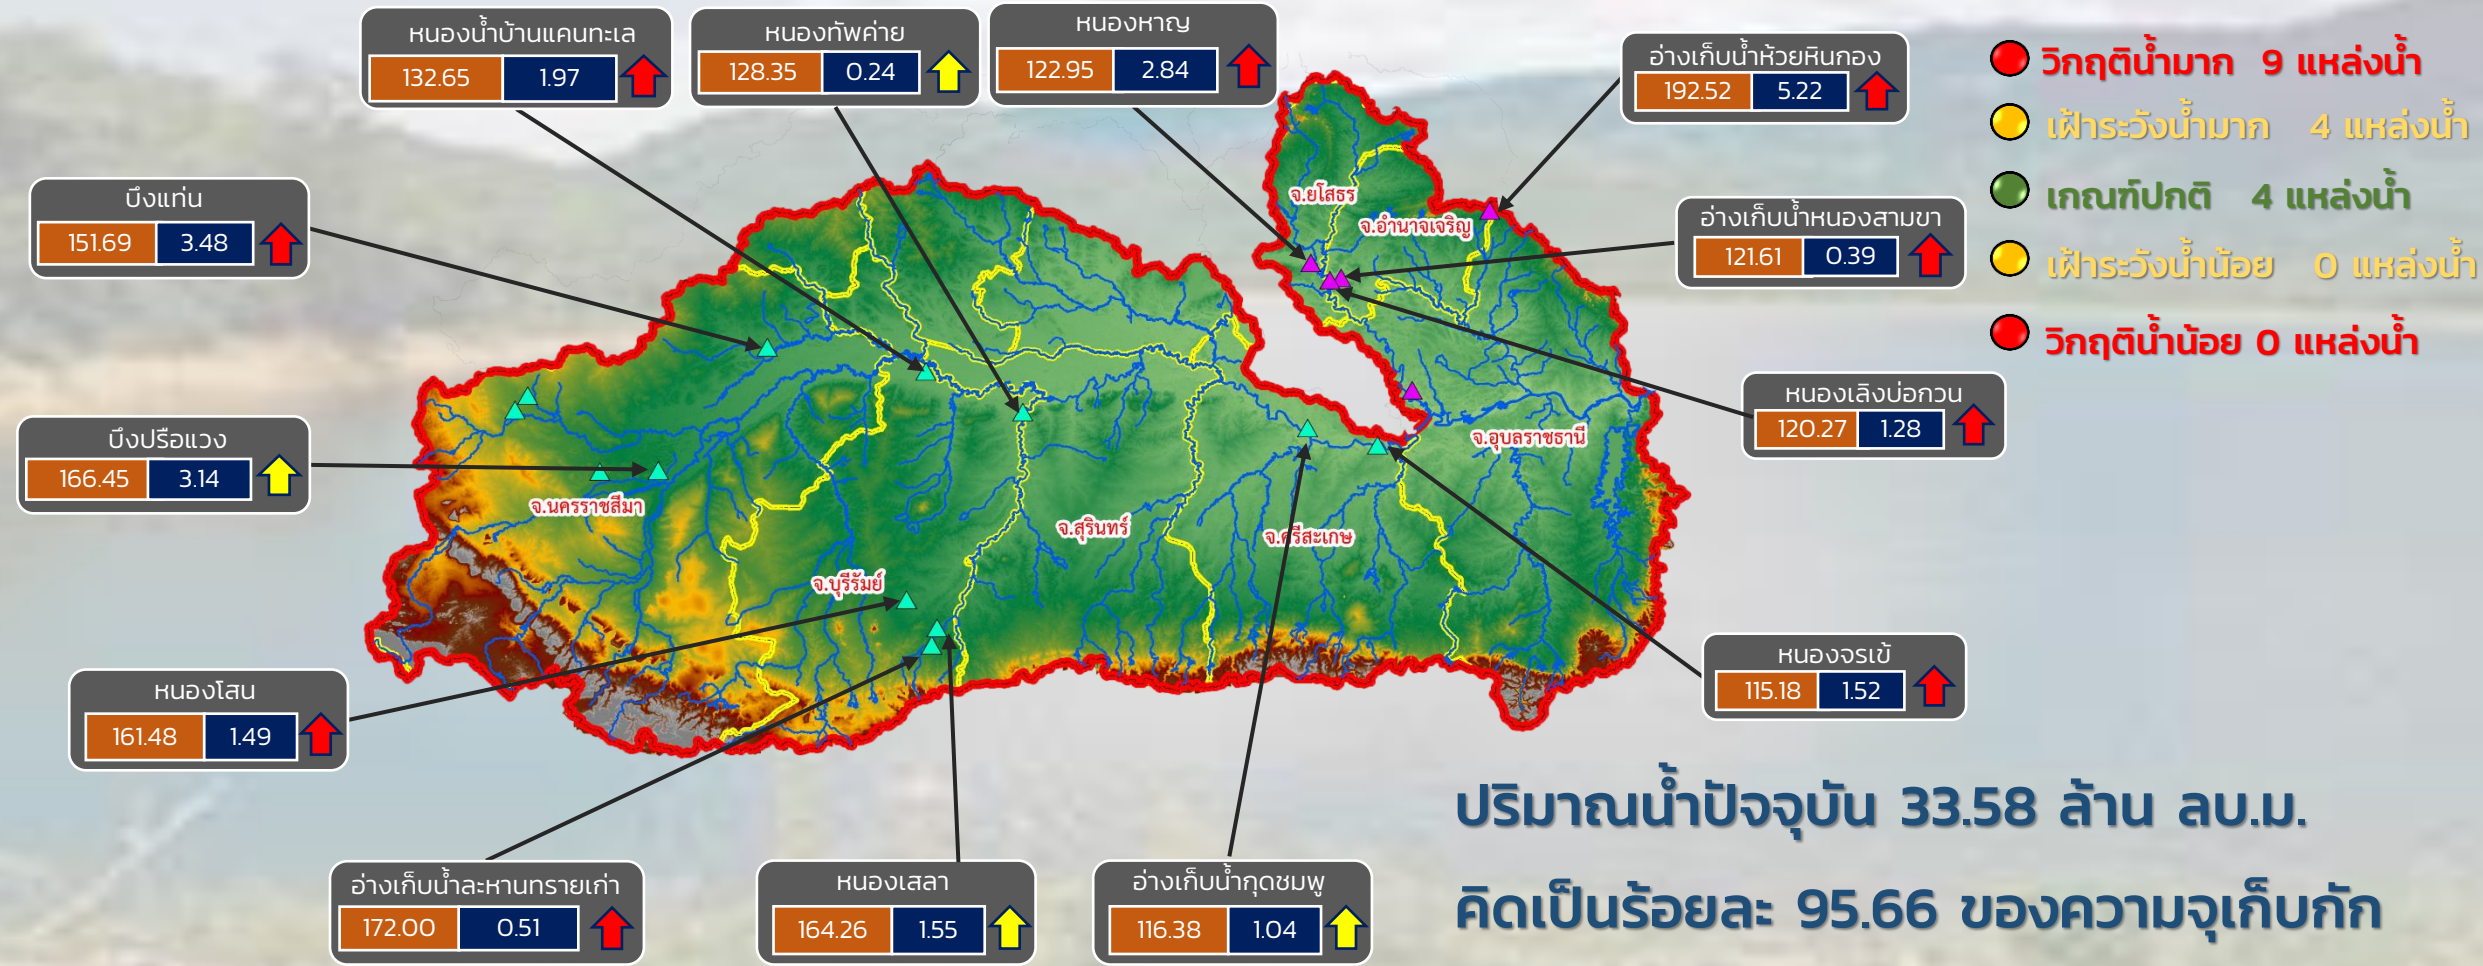 หนองน้ำบ้านแคนทะเล
132.65 1.97
หนองทัพค่าย
128.35 0.24
หนองหาญ
122.95 2.84
อ่างเก็บน้ำห้วยหินกอง
192.52 5.22
วิกฤติน้ำมาก 9 แหล่งน้ำ
เฝ้าระวังน้ำมาก 4 แหล่งน้ำ
เกณฑ์ปกติ 4 แหล่งน้ำ
เฝ้าระวังน้ำน้อย 0 แหล่งน้ำ
วิกฤติน้ำน้อย 0 แหล่งน้ำ
บึงแท่น
151.69 3.48
จ.ยโสธร
จ.อำนาจเจริญ
อ่างเก็บน้ำหนองสามขา
121.61 0.39
หนองเลิงบ่อกวน
120.27 1.28
บึงปรือแวง
166.45 3.14
จ.นครราชสีมา
จ.บุรีรัมย์
จ.สุรินทร์
จ.ศรีสะเกษ
จ.อุบลราชธานี
หนองโสน
161.48 1.49
หนองจรเข้
115.18 1.52
อ่างเก็บน้ำละหานทรายเก่า
172.00 0.51
หนองเสลา
164.26 1.55
อ่างเก็บน้ำกุดชมพู
116.38 1.04
ปริมาณน้ำปัจจุบัน 33.58 ล้าน ลบ.ม.
คิดเป็นร้อยละ 95.66 ของความจุเก็บกัก